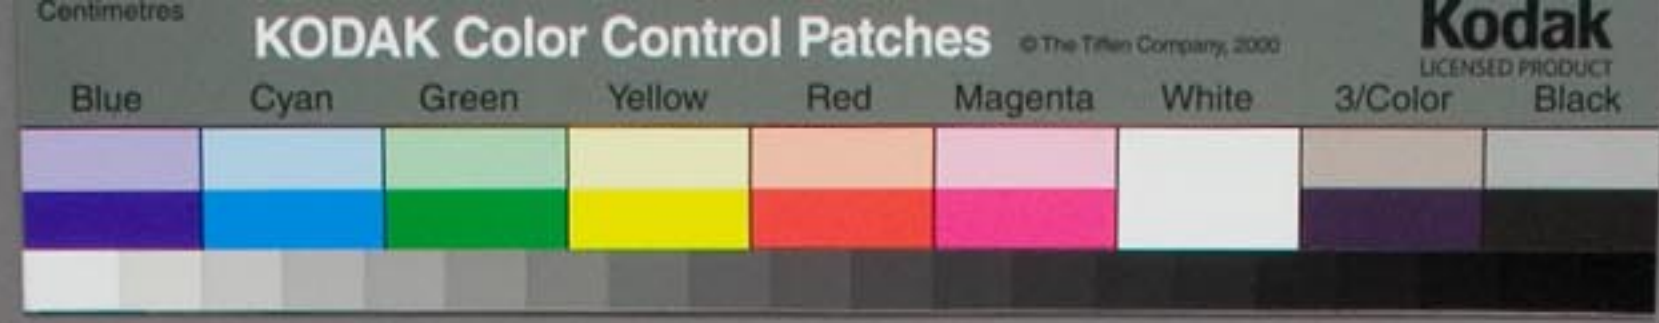 Centimetres
KODAK Color Control Patches © The Tiffen Company, 2000 Kodak
LICENSED PRODUCT
Blue Cyan Green Yellow Red Magenta White 3/Color Black